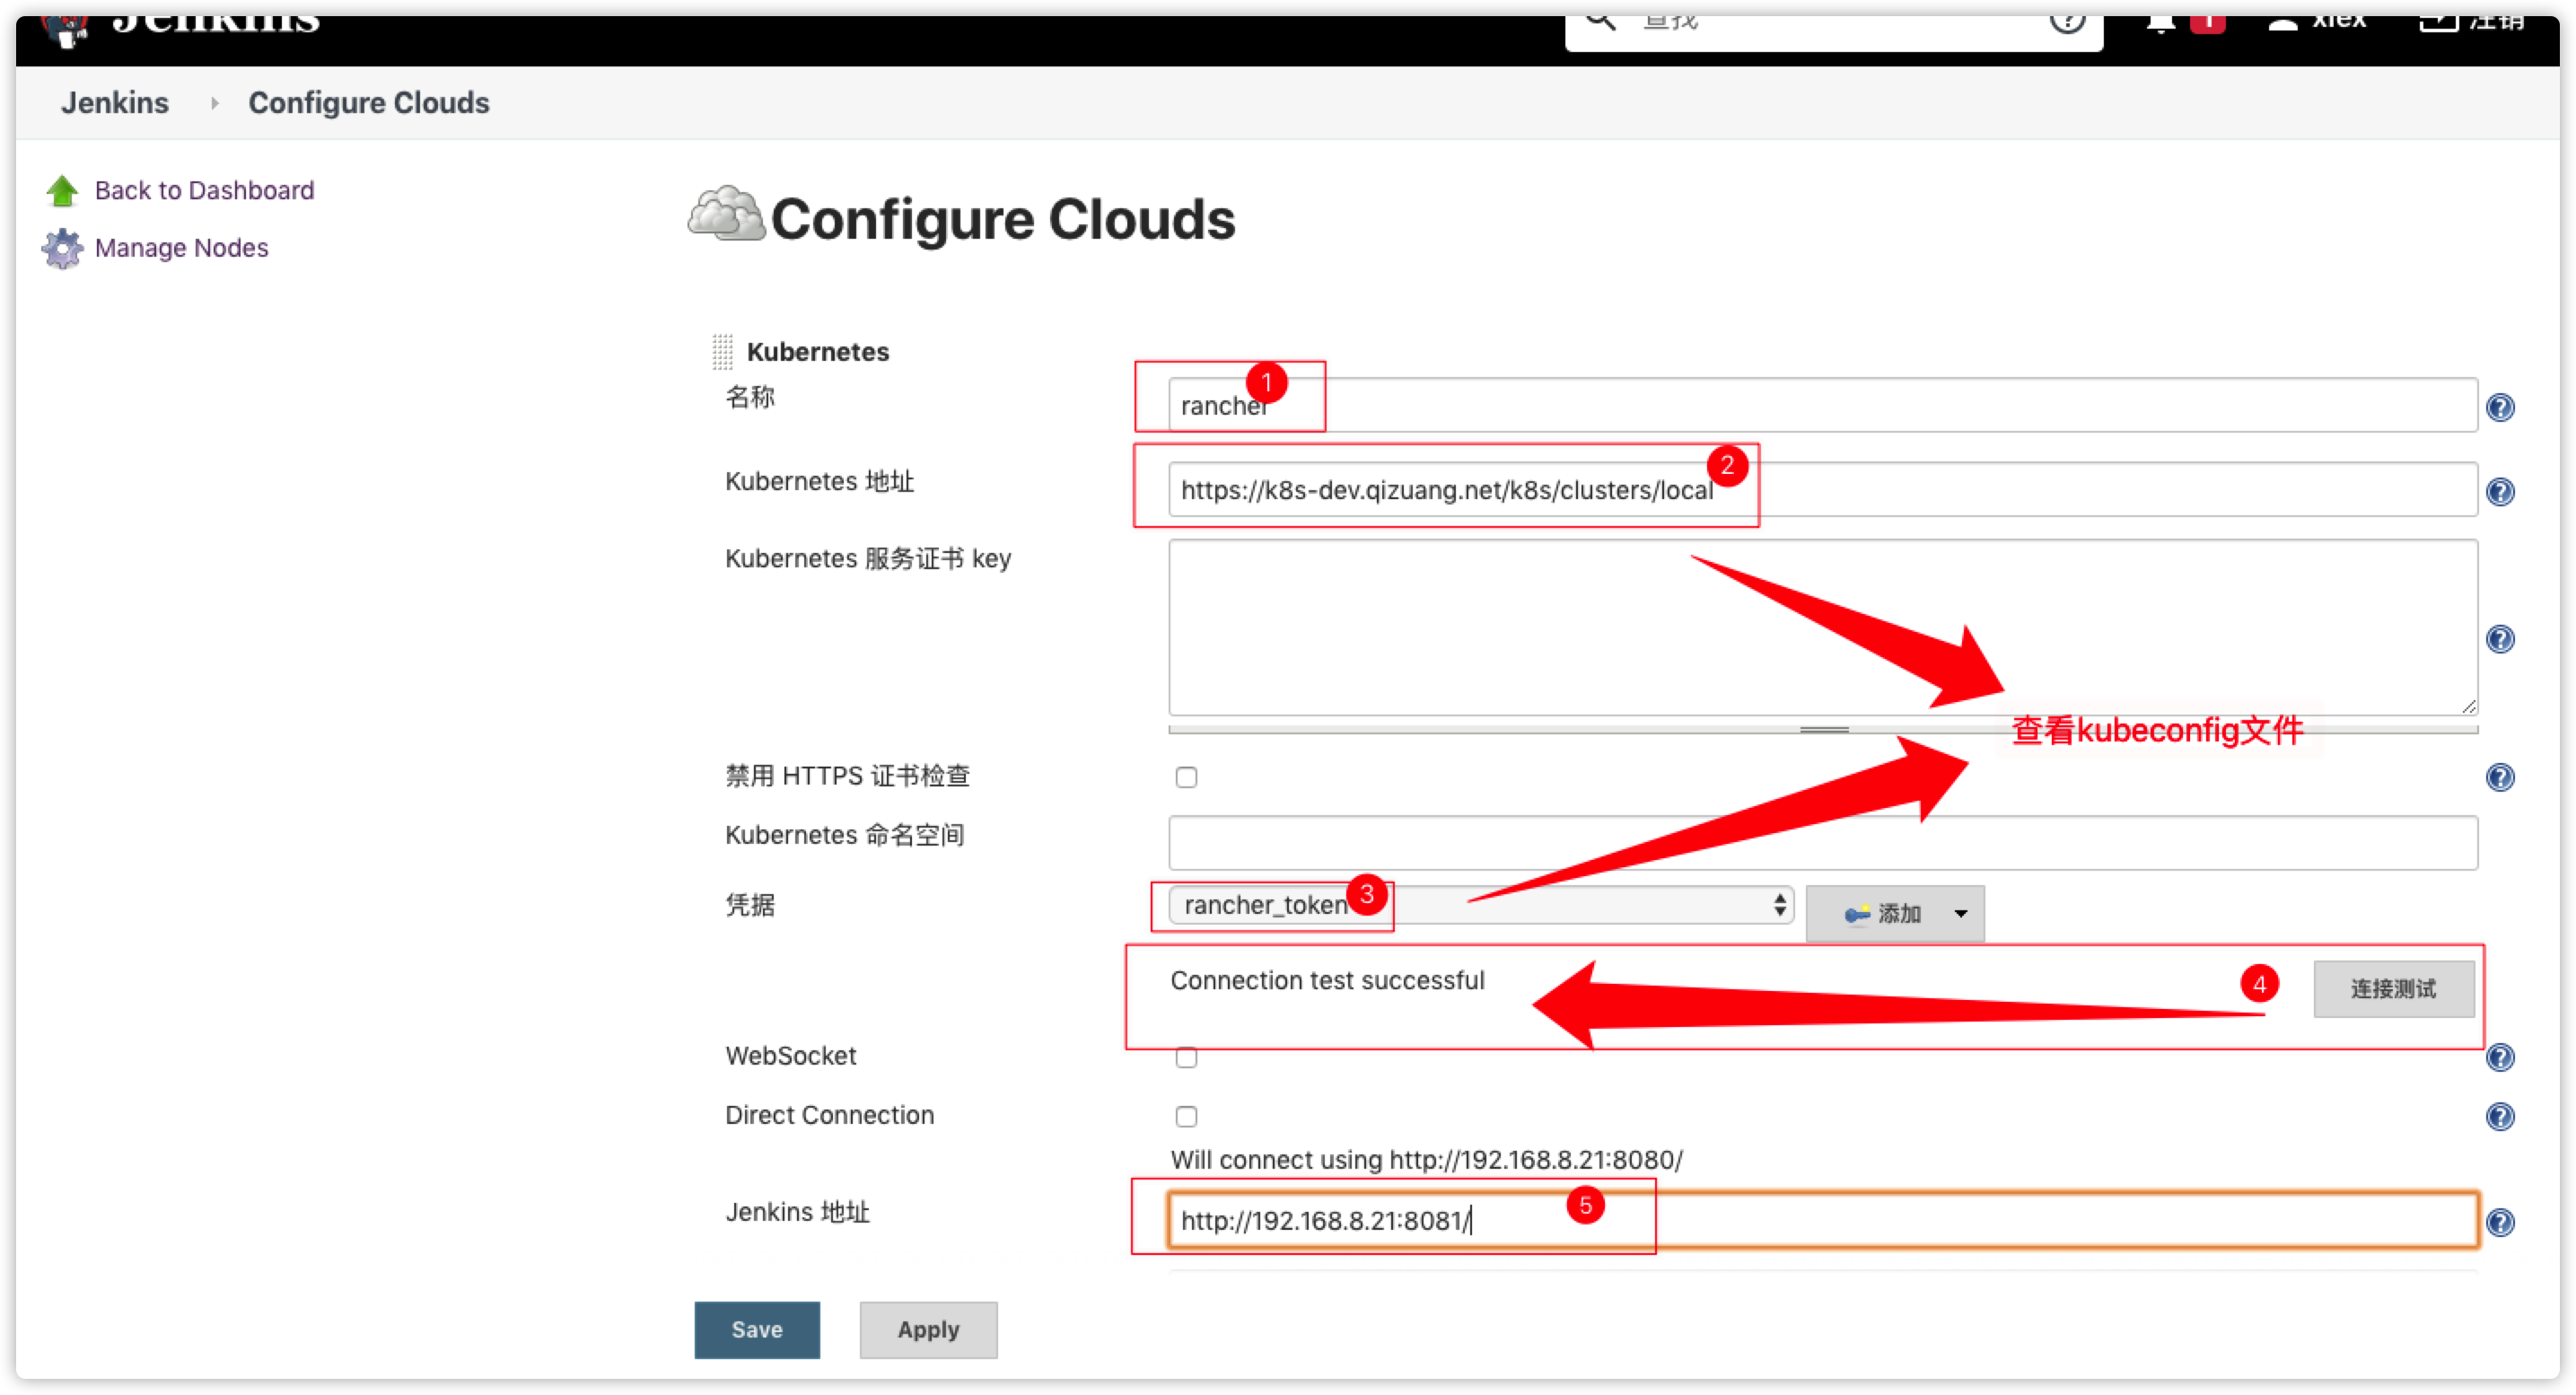 Jenkins
查找
1
xlex
注销
Jenkins
Configure Clouds
Back to Dashboard
Manage Nodes
Configure Clouds
Kubernetes
名称
rancher
1
Kubernetes 地址
https://k8s-dev.qizuang.net/k8s/clusters/local
2
Kubernetes 服务证书 key
查看kubeconfig文件
禁用 HTTPS 证书检查
Kubernetes 命名空间
凭据
rancher_token
3
添加
Connection test successful
4
连接测试
WebSocket
Direct Connection
Will connect using http://192.168.8.21:8080/
Jenkins 地址
http://192.168.8.21:8081/
5
Save
Apply